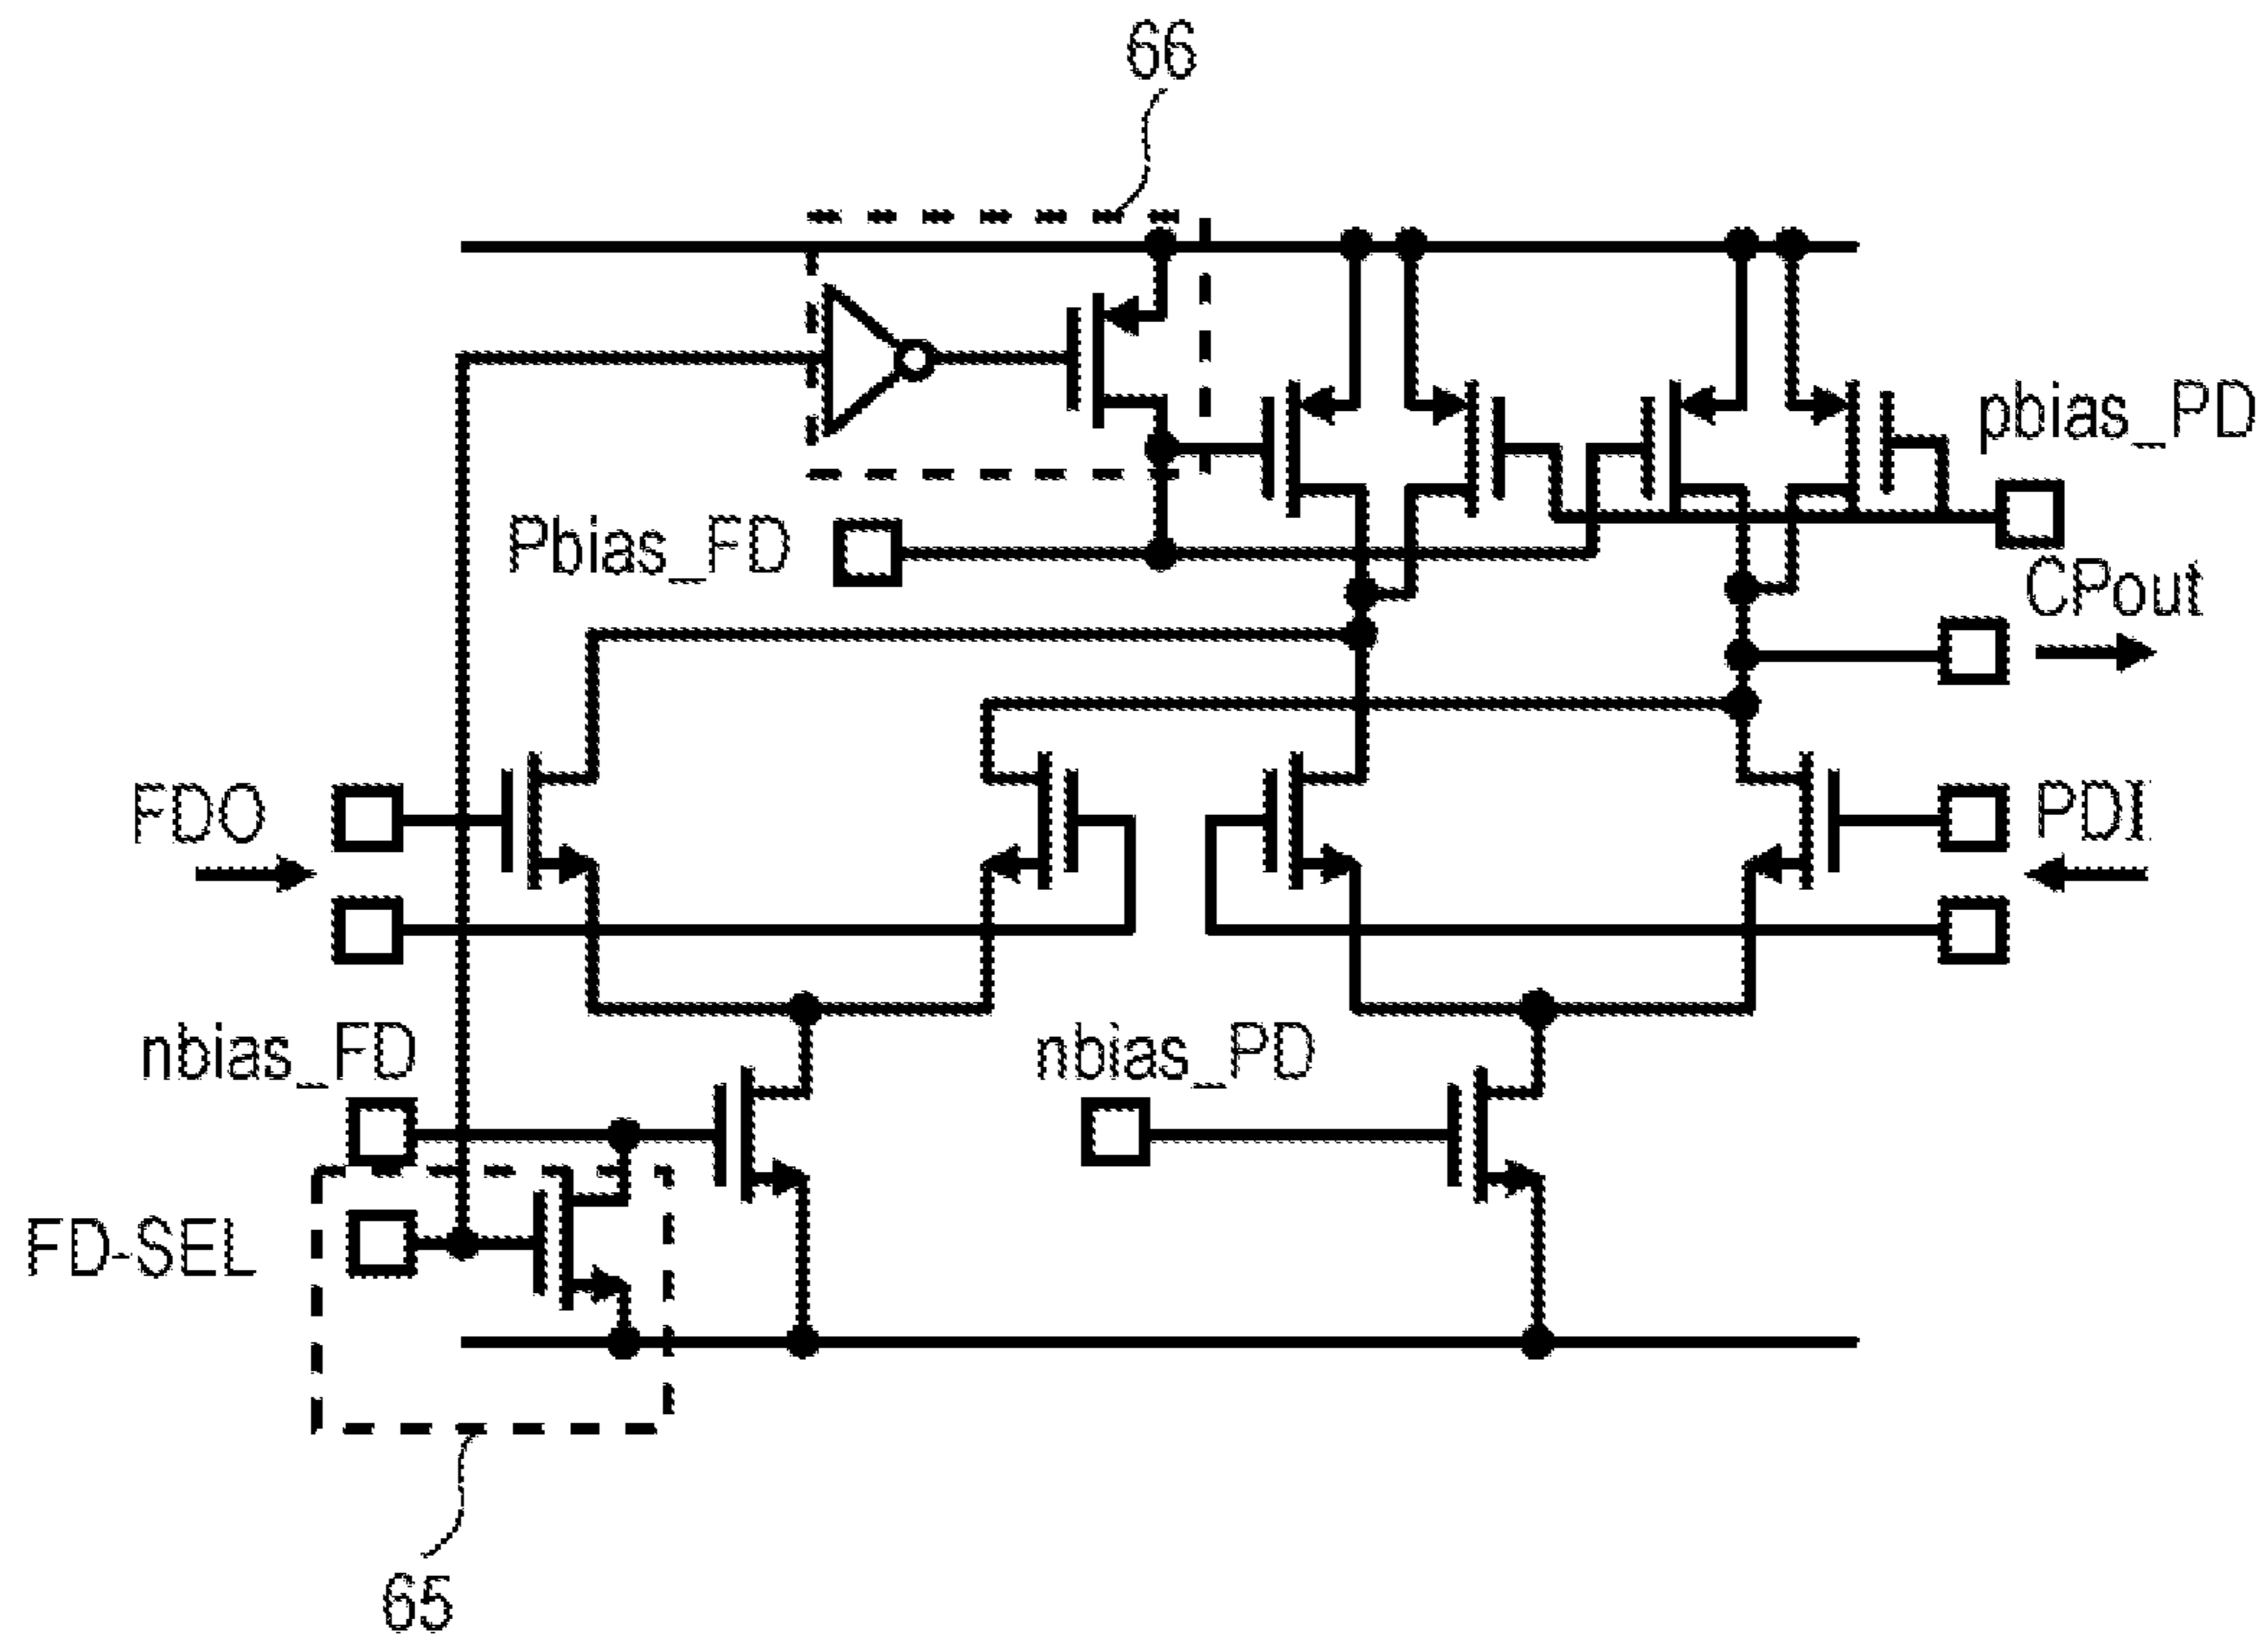 66
pbias_PD
Pbias_FD
CPout
FDO
PDI
nbias_FD
nbias_PD
FD-SEL
65